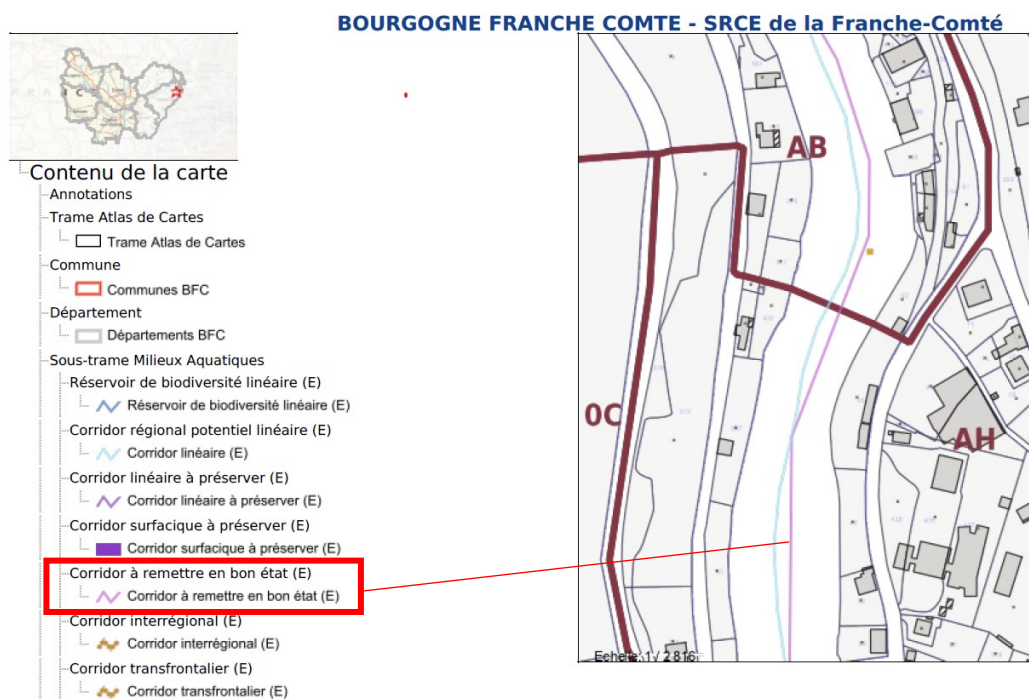 BOURGOGNE FRANCHE COMTE - SRCE de la Franche-Comté
Contenu de la carte
Annotations
Trame Atlas de Cartes
Trame Atlas de Cartes
Commune
Communes BFC
Département
Départements BFC
Sous-trame Milieux Aquatiques
Réservoir de biodiversité linéaire (E)
Réservoir de biodiversité linéaire (E)
Corridor régional potentiel linéaire (E)
Corridor linéaire (E)
Corridor linéaire à préserver (E)
Corridor linéaire à préserver (E)
Corridor surfacique à préserver (E)
Corridor surfacique à préserver (E)
Corridor à remettre en bon état (E)
Corridor à remettre en bon état (E)
Corridor interrégional (E)
Corridor interrégional (E)
Corridor transfrontalier (E)
Corridor transfrontalier (E)
AB
0C
AH
Echelle: 1 / 2 816